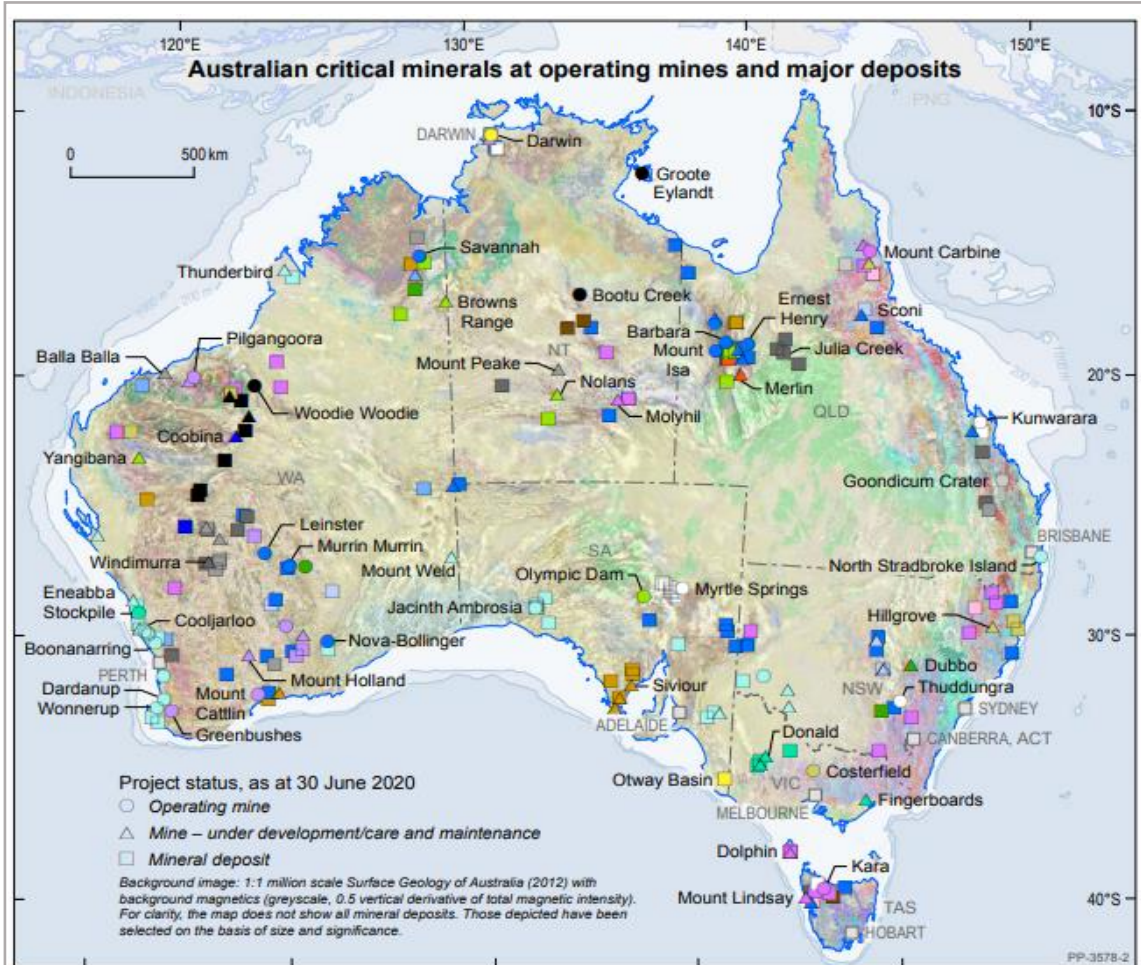 120°E
130°E
140°E
150°E
Australian critical minerals at operating mines and major deposits
INDONESIA
PNG
10°S
DARWIN
Darwin
0
500 km
Groote
Eylandt
Savannah
Mount Carbine
Thunderbird
Browns
Range
Bootu Creek
Ernest
Henry
Sconi
Pilgangoora
Barbara
Balla Balla
Mount Peake
NT
Mount
Isa
Julia Creek
20°S
Woodie Woodie
Nolans
Merlin
Molyhil
QLD
Kunwarara
Coobina
Yangibana
WA
Goondicum Crater
Leinster
Murrin Murrin
BRISBANE
Windimurra
Mount Weld
SA
Olympic Dam
Myrtle Springs
North Stradbroke Island
Eneabba
Stockpile
Cooljarloo
Jacinth Ambrosia
Hillgrove
Boonanarring
Nova-Bollinger
30°S
PERTH
Mount Holland
Dubbo
Dardanup
Wonnerup
Mount
Cattlin
Siviour
NSW
Thuddungra
Greenbushes
ADELAIDE
SYDNEY
Donald
CANBERRA, ACT
Project status, as at 30 June 2020
Operating mine
Mine – under development/care and maintenance
Mineral deposit
Otway Basin
VIC
Costerfield
MELBOURNE
Fingerboards
Dolphin
Kara
Background image: 1:1 million scale Surface Geology of Australia (2012) with
background magnetics (greyscale, 0.5 vertical derivative of total magnetic intensity).
For clarity, the map does not show all mineral deposits. Those depicted have been
selected on the basis of size and significance.
Mount Lindsay
TAS
40°S
HOBART
PP-3578-2